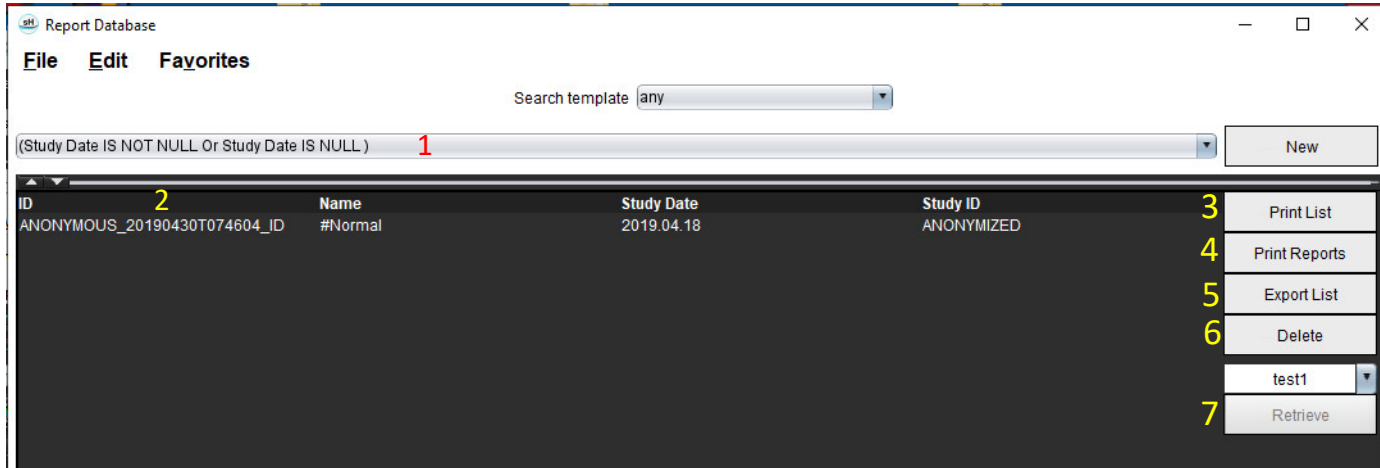 sH Report Database
File Edit Favorites
Search template any
(Study Date IS NOT NULL Or Study Date IS NULL ) 1
New
2
ID Name Study Date Study ID
ANONYMOUS_20190430T074604_ID #Normal 2019.04.18 ANONYMIZED
3 Print List
4 Print Reports
5 Export List
6 Delete
test1
7 Retrieve